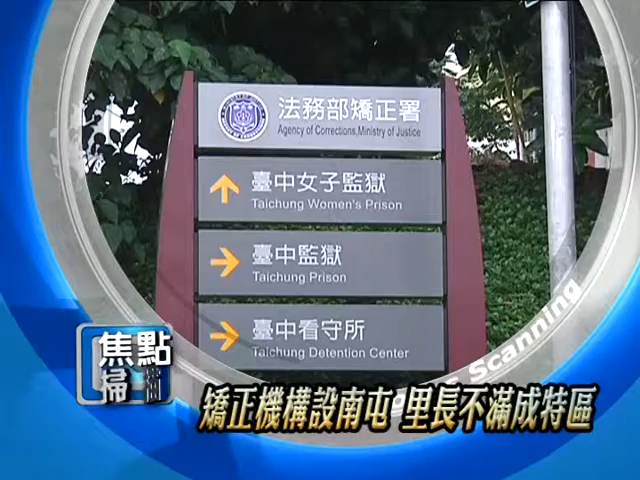 法務部矯正署
Agency of Corrections,Ministry of Justice
臺中女子監獄
Taichung Women's Prison
臺中監獄
Taichung Prison
臺中看守所
Taichung Detention Center
Scanning
焦點
掃
矯正機構設南屯 里長不滿成特區